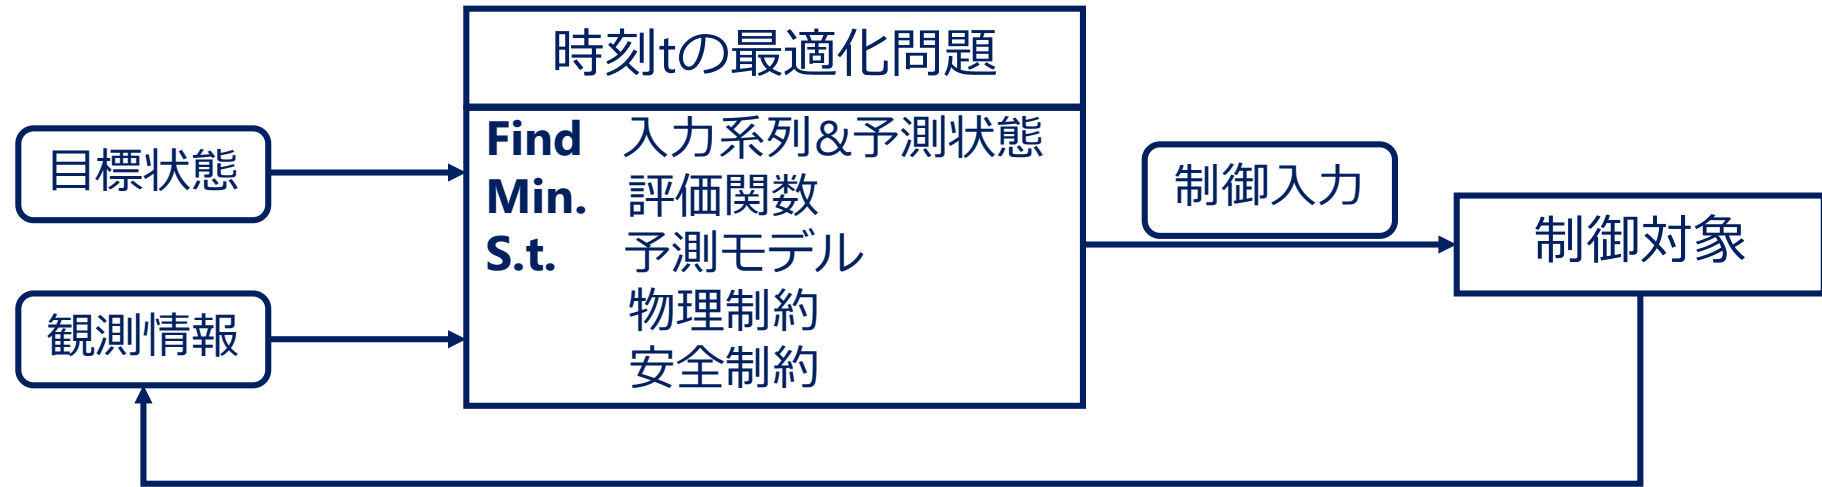 時刻tの最適化問題
目標状態
観測情報
Find 入力系列&予測状態
Min. 評価関数
S.t. 予測モデル
物理制約
安全制約
制御入力
制御対象